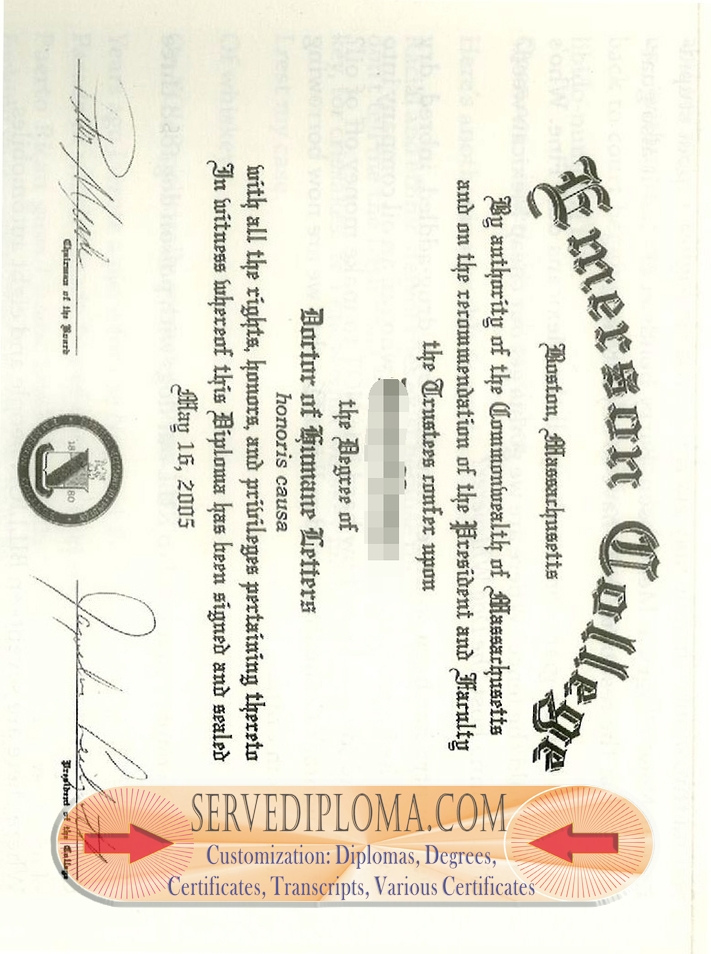 Emerson College
Boston, Massachusetts
By authority of the Commonwealth of Massachusetts
and on the recommendation of the President and Faculty
the Trustees confer upon
the Degree of
Doctor of Humane Letters
honoris causa
with all the rights, honors, and privileges pertaining thereto
In witness whereof this Diploma has been signed and sealed
May 16, 2005
Chairman of the Board
18 80
President of the College
SERVEDIPLOMA.COM
Customization: Diplomas, Degrees,
Certificates, Transcripts, Various Certificates